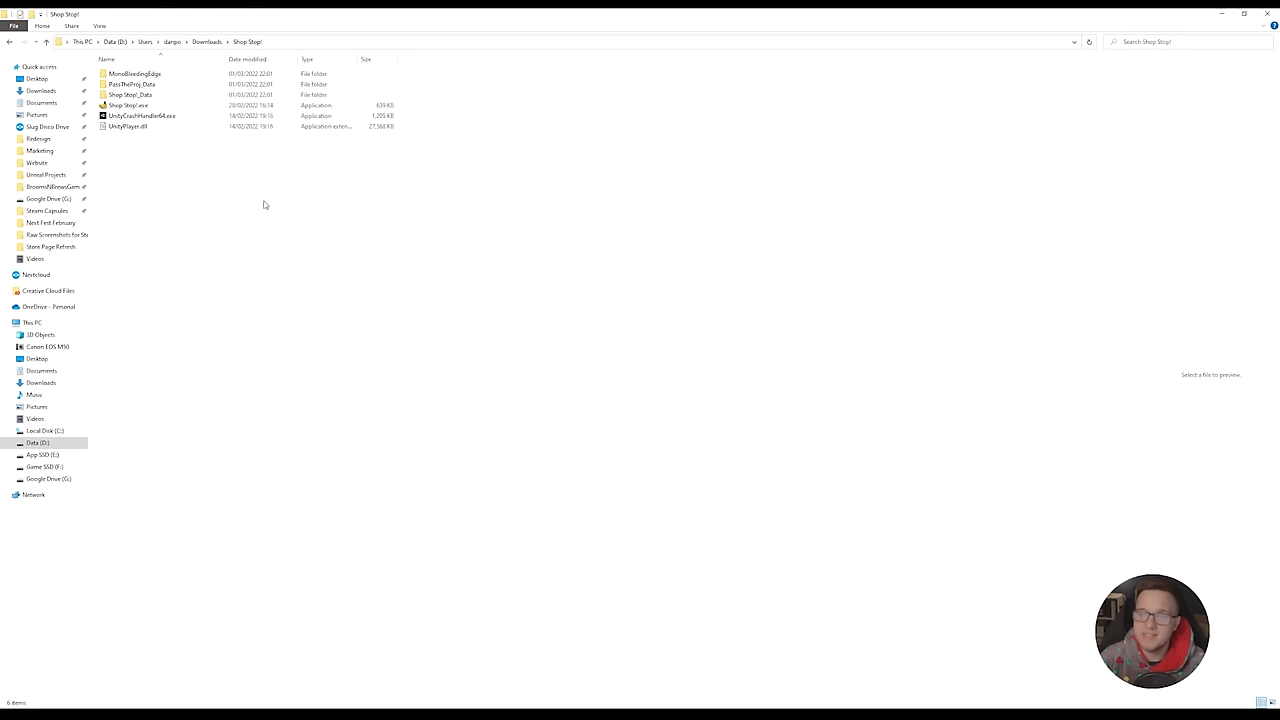 Shop Stop!
File Home Share View
This PC Data (D:) Users danpo Downloads Shop Stop! Search Shop Stop!
Name Date modified Type Size
MonoBleedingEdge 01/03/2022 22:01 File folder
PassTheProj_Data 01/03/2022 22:01 File folder
Shop Stop!_Data 01/03/2022 22:01 File folder
Shop Stop!.exe 28/02/2022 16:14 Application 639 KB
UnityCrashHandler64.exe 14/02/2022 19:16 Application 1,205 KB
UnityPlayer.dll 14/02/2022 19:16 Application exten... 27,568 KB
Quick access
Desktop
Downloads
Documents
Pictures
Slug Disco Drive
Redesign
Marketing
Website
Unreal Projects
BroomsNBrewsGam
Google Drive (G:)
Steam Capsules
Next Fest February
Raw Screenshots for Ste
Store Page Refresh
Videos
Nextcloud
Creative Cloud Files
OneDrive - Personal
This PC
3D Objects
Canon EOS M50
Desktop
Documents
Downloads
Music
Pictures
Videos
Local Disk (C:)
Data (D:)
App SSD (E:)
Game SSD (F:)
Google Drive (G:)
Network
Select a file to preview.
6 items